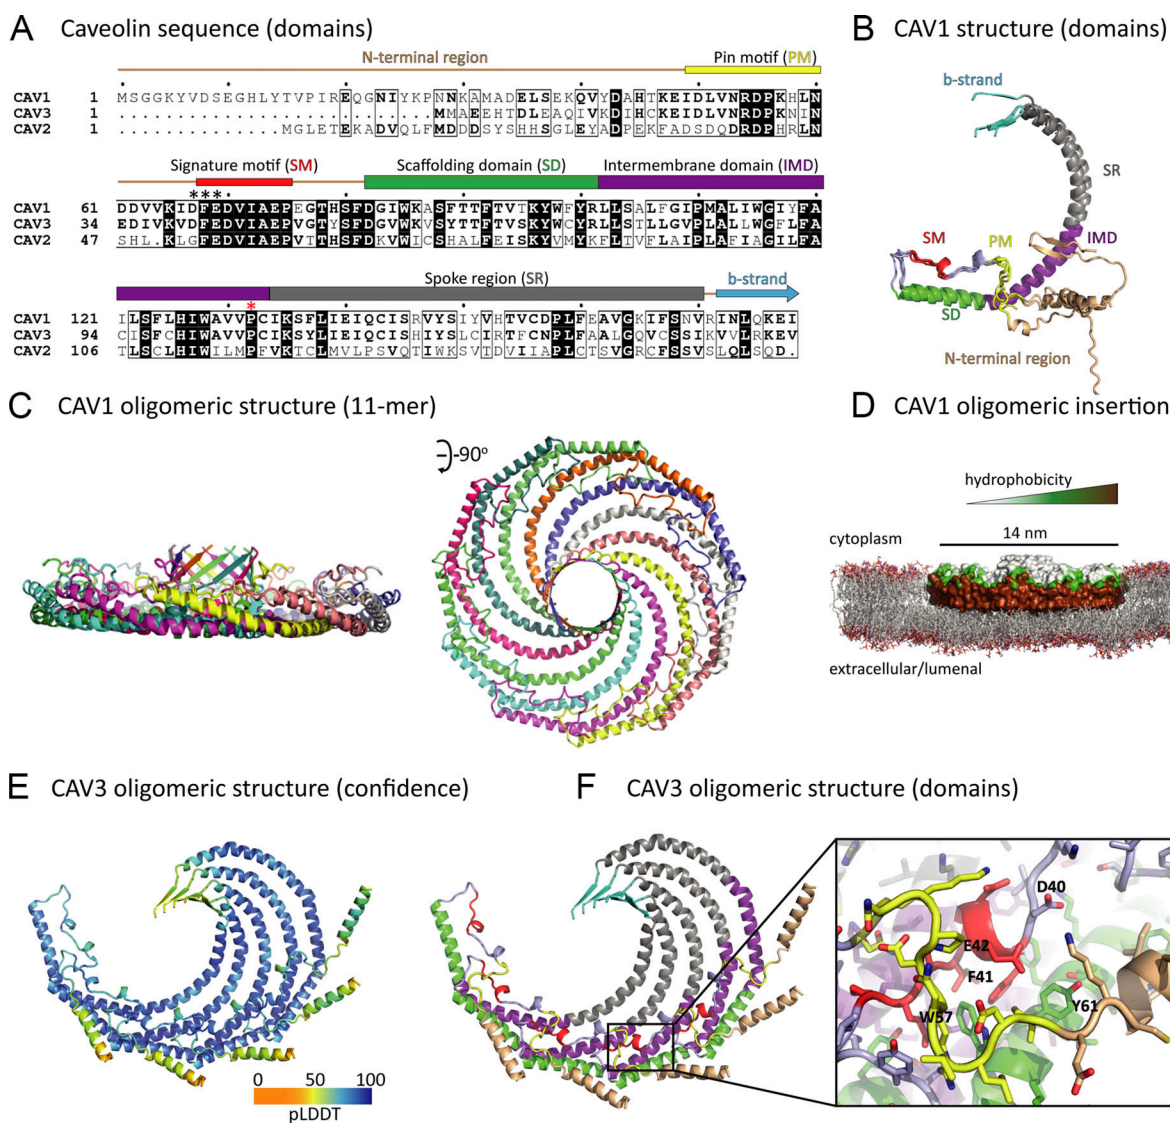 A Caveolin sequence (domains)
N-terminal region
Pin motif (PM)
CAV1 1 MSGGKYVDSEGHLYTVPIREQGNIYKPNNKAMADELSEKQVYDAHTKEIDLVNRDPKHLN
CAV3 1 ...........................MMAEEHTDLEAQIVKDIHCKEIDLVNRDPKNIN
CAV2 1 ..............MGLETEKADVQLFMDDDSYSHHSGLEYADPEKFADSDQDRDPHRLN
Signature motif (SM)
Scaffolding domain (SD)
Intermembrane domain (IMD)
***
CAV1 61 DDVVKIDFEDVIAEPEGTHSFDGIWKASFTTFTVTKYWFYRLLSALFGIPMALIWGIYFA
CAV3 34 EDIVKVDFEDVIAEPVGTYSFDGVWKVSYTTFTVSKYWCYRLLSTLLGVPLALLWGFLFA
CAV2 47 SHL.KLGFEDVIAEPVTTHSFDKVWICSHALFEISKYVMYKFLTVFLAIPLAFIAGILFA
Spoke region (SR)
b-strand
*
CAV1 121 ILSFLHIWAVVPCIKSFLIEIQCISRVYSIYVHTVCDPLFEAVGKIFSNVRINLQKEI
CAV3 94 CISFCHIWAVVPCIKSYLIEIQCISHIYSLCIRTFCNPLFAALGQVCSSIKVVLRKEV
CAV2 106 TLSCLHIWILMPFVKTCLMVLPSVQTIWKSVTDVIIAPLCTSVGRCFSSVSLQLSQD.
B CAV1 structure (domains)
b-strand
SR
SM
PM
IMD
SD
N-terminal region
C CAV1 oligomeric structure (11-mer)
-90°
D CAV1 oligomeric insertion
hydrophobicity
14 nm
cytoplasm
extracellular/lumenal
E CAV3 oligomeric structure (confidence)
0 50 100
pLDDT
F CAV3 oligomeric structure (domains)
D40
E42
F41
W57
Y61